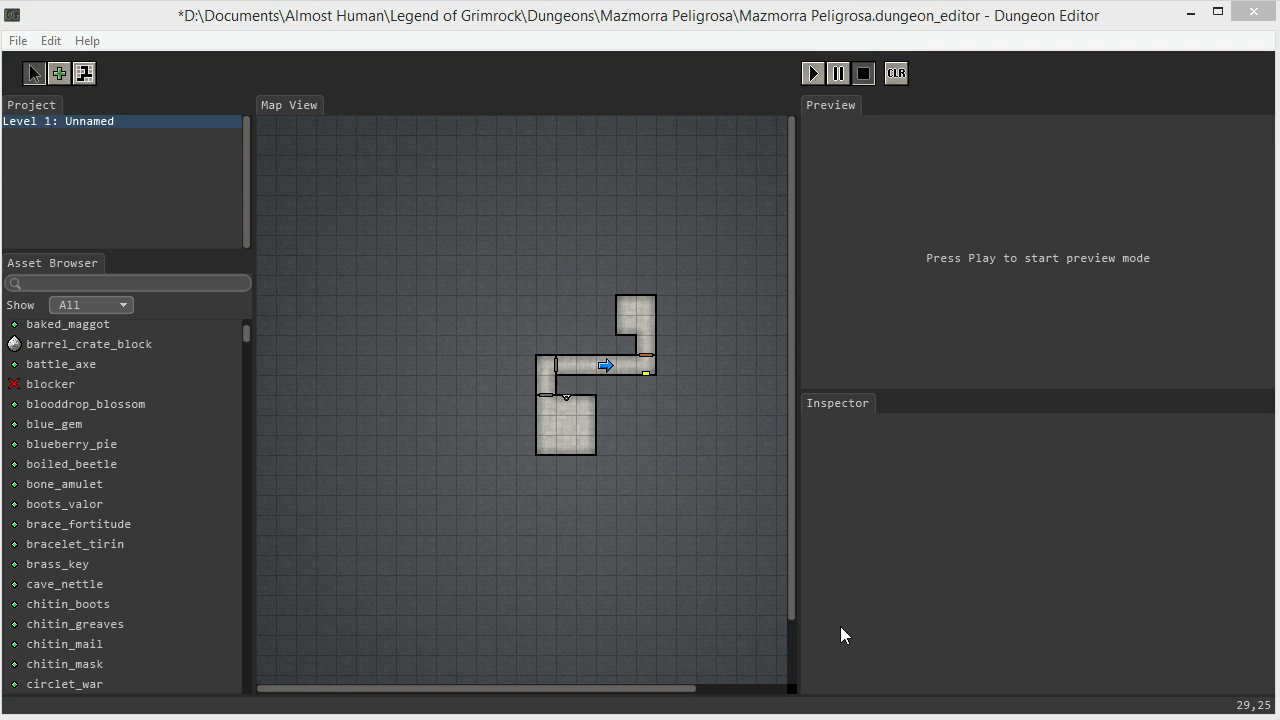 *D:\Documents\Almost Human\Legend of Grimrock\Dungeons\Mazmorra Peligrosa\Mazmorra Peligrosa.dungeon_editor - Dungeon Editor
File Edit Help
CLR
Project
Level 1: Unnamed
Asset Browser
Show All
baked_maggot
barrel_crate_block
battle_axe
blocker
blooddrop_blossom
blue_gem
blueberry_pie
boiled_beetle
bone_amulet
boots_valor
brace_fortitude
bracelet_tirin
brass_key
cave_nettle
chitin_boots
chitin_greaves
chitin_mail
chitin_mask
circlet_war
Map View
Preview
Press Play to start preview mode
Inspector
29,25